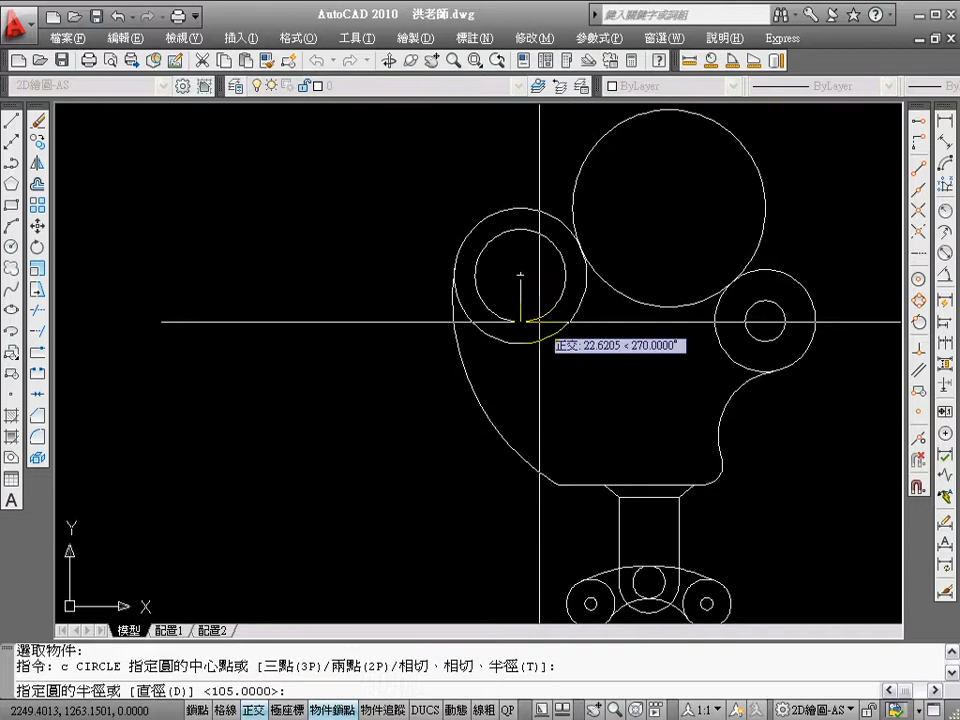 AutoCAD 2010 洪老師.dwg
鍵入關鍵字或詞組
檔案(F) 編輯(E) 檢視(V) 插入(I) 格式(O) 工具(T) 繪製(D) 標註(N) 修改(M) 參數式(P) 窗選(W) 說明(H) Express
2D繪圖-AS 0 ByLayer ByLayer By
正交: 22.6205 < 270.0000°
Y
X
模型 配置1 配置2
選取物件:
指令: c CIRCLE 指定圓的中心點或 [三點(3P)/兩點(2P)/相切、相切、半徑(T)]:
指定圓的半徑或 [直徑(D)] <105.0000>:
2249.4013, 1263.1501, 0.0000 鎖點 格線 正交 極座標 物件鎖點 物件追蹤 DUCS 動態 線粗 QP 1:1 2D繪圖-AS